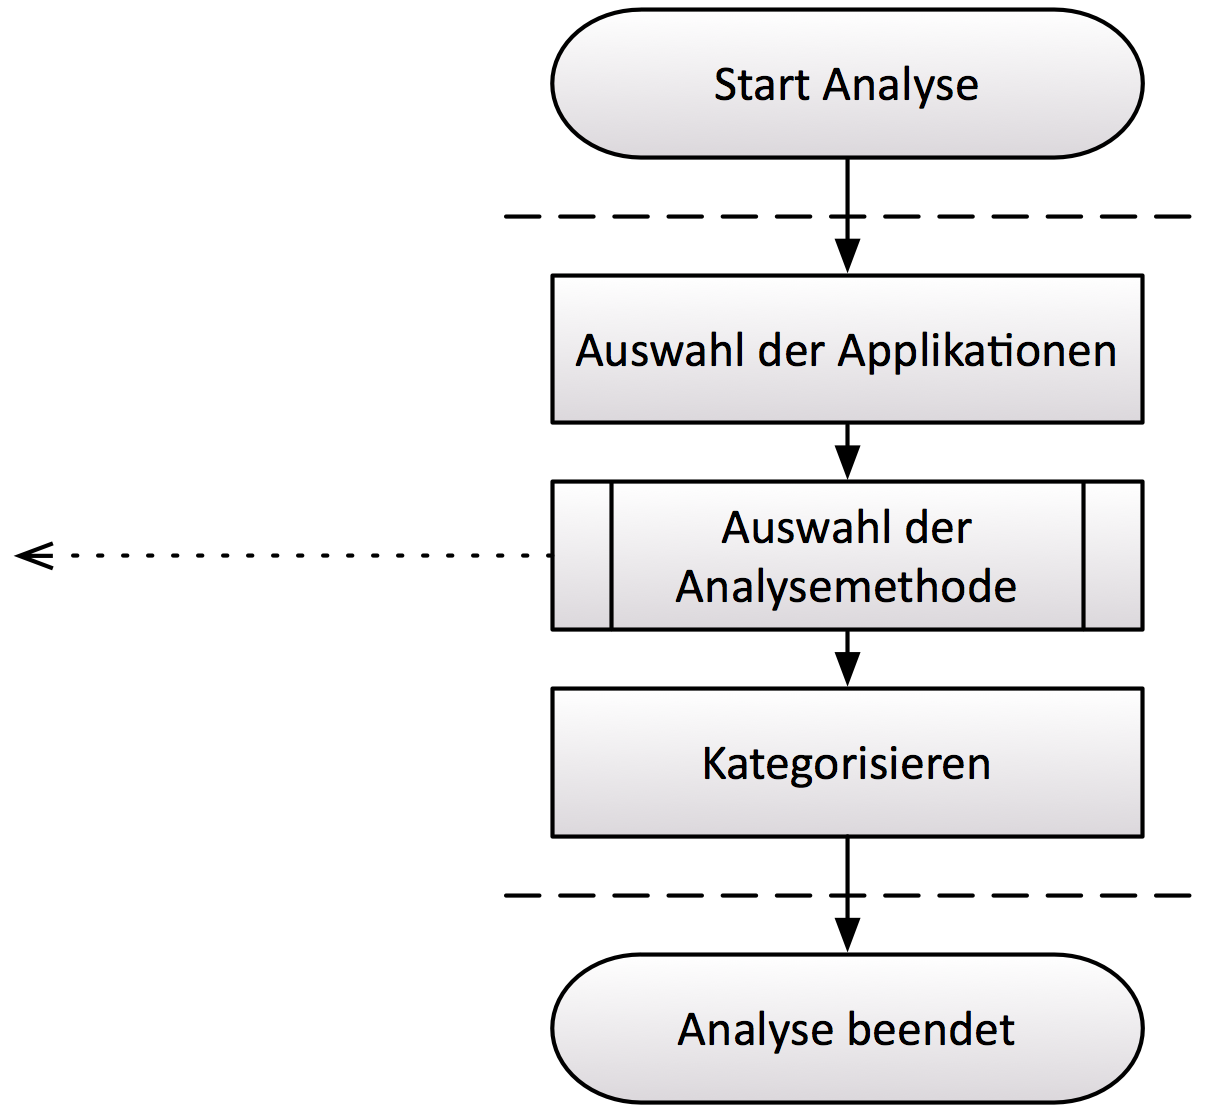 Start Analyse
Auswahl der Applikationen
Auswahl der
Analysemethode
Kategorisieren
Analyse beendet